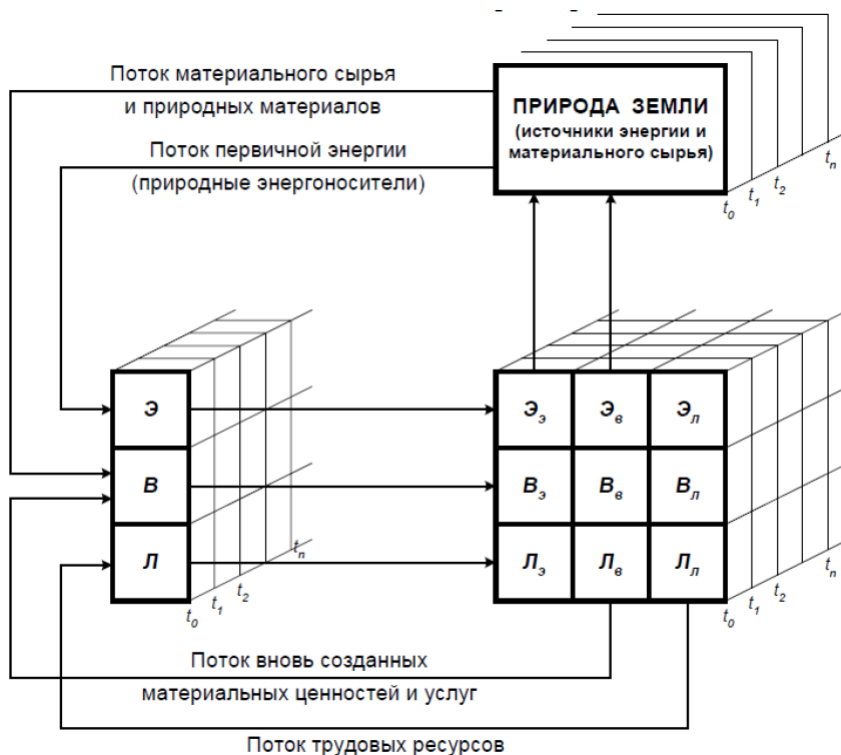 Поток материального сырья
и природных материалов
ПРИРОДА ЗЕМЛИ
(источники энергии и
материального сырья)
Поток первичной энергии
(природные энергоносители)
t₀ t₁ t₂ tₙ
Э
В
Л
t₀ t₁ t₂ tₙ
Ээ Эв Эл
Вэ Вв Вл
Лэ Лв Лл
t₀ t₁ t₂ tₙ
Поток вновь созданных
материальных ценностей и услуг
Поток трудовых ресурсов